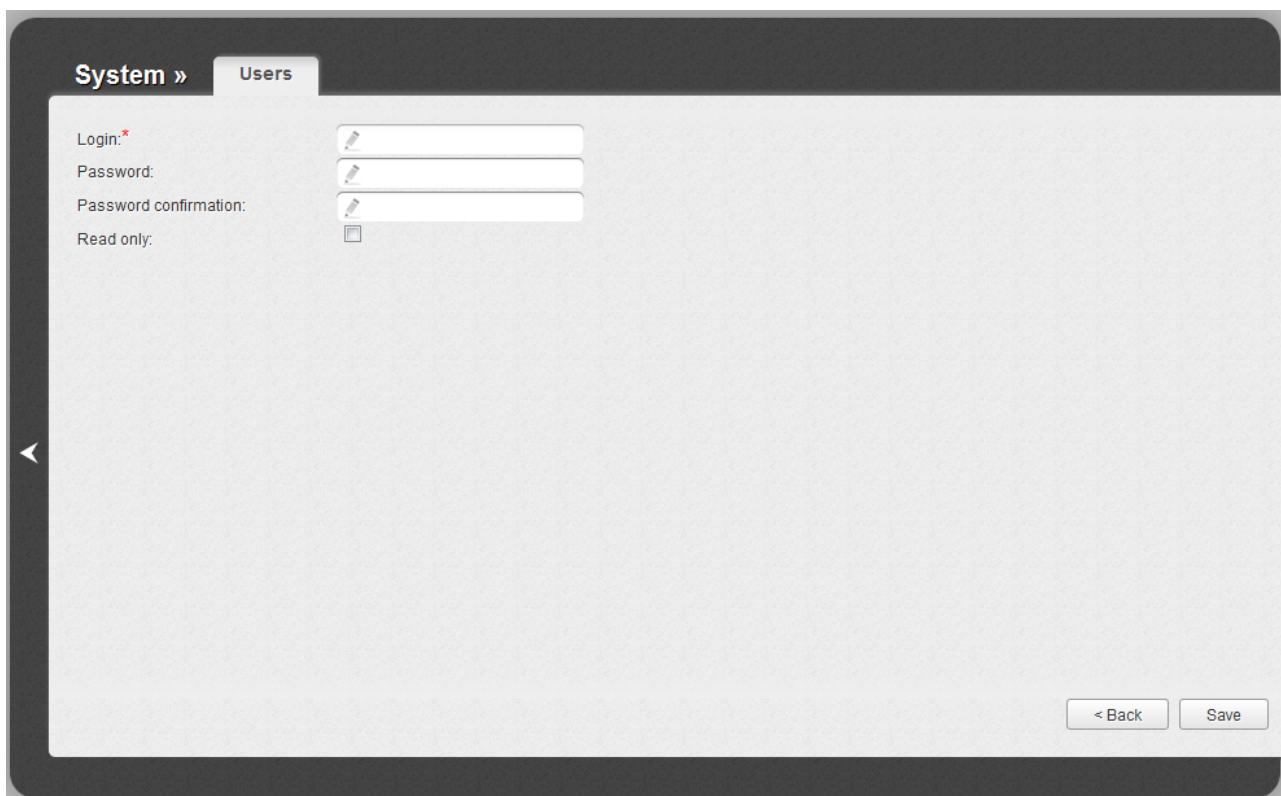 System » Users
Login:*
Password:
Password confirmation:
Read only:
< Back Save